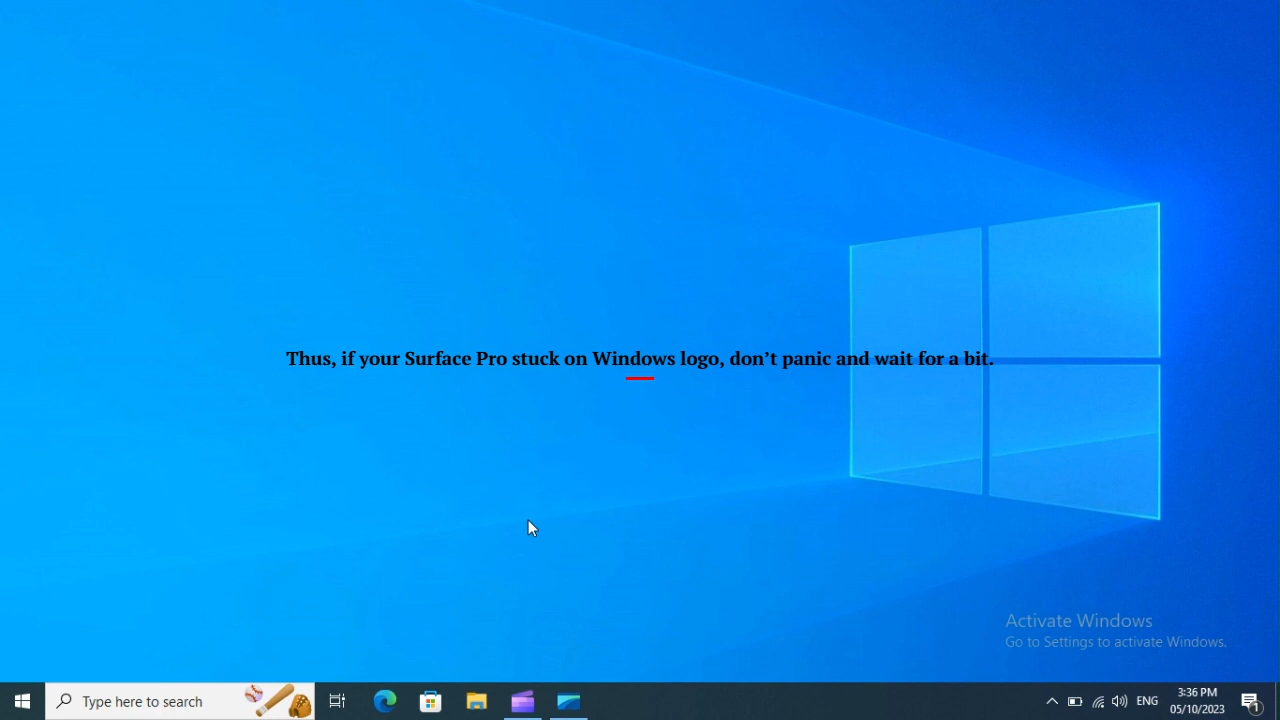 Thus, if your Surface Pro stuck on Windows logo, don’t panic and wait for a bit.
Activate Windows
Go to Settings to activate Windows.
Type here to search
ENG
3:36 PM
05/10/2023
1